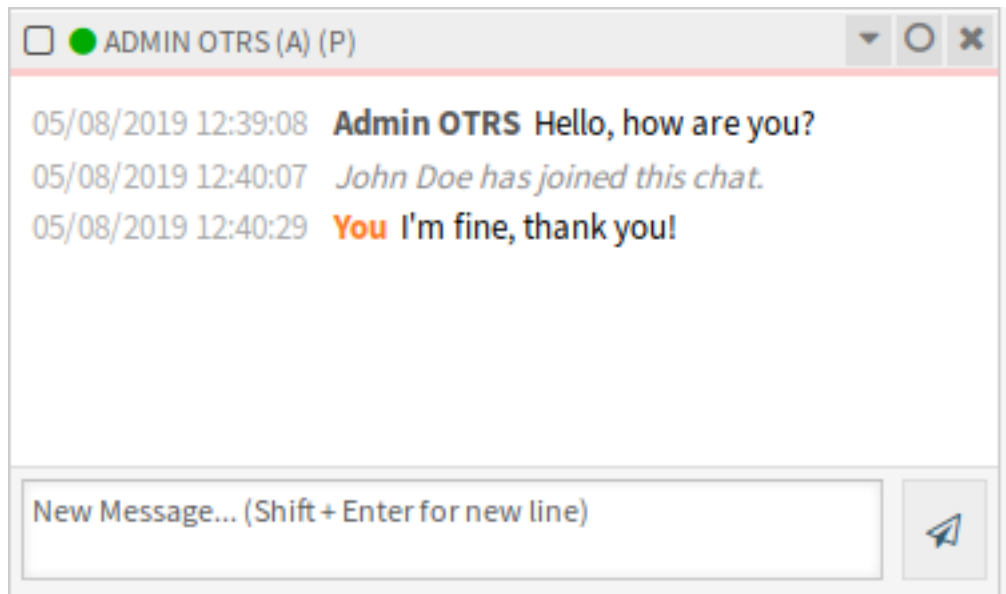 ADMIN OTRS (A) (P)
05/08/2019 12:39:08 Admin OTRS Hello, how are you?
05/08/2019 12:40:07 John Doe has joined this chat.
05/08/2019 12:40:29 You I'm fine, thank you!
New Message... (Shift + Enter for new line)